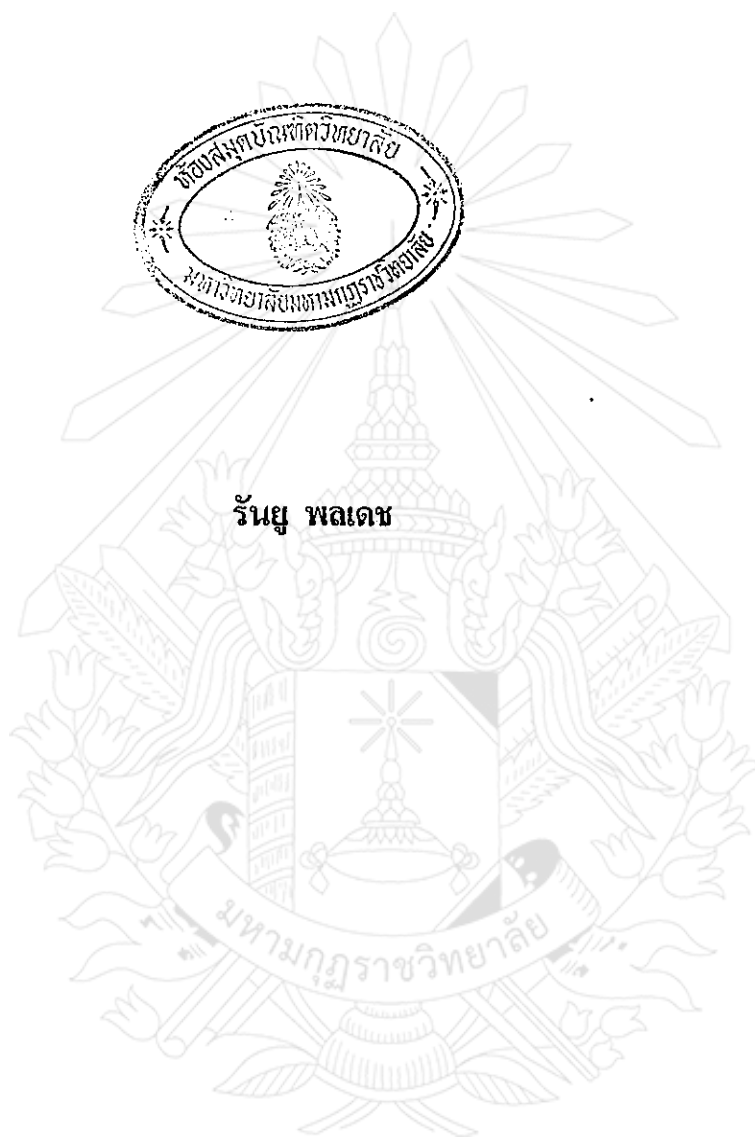 ห้องสมุดบัณฑิตวิทยาลัย
มหาวิทยาลัยมหามกุฏราชวิทยาลัย
รันยู พลเดช
มหามกุฏราชวิทยาลัย